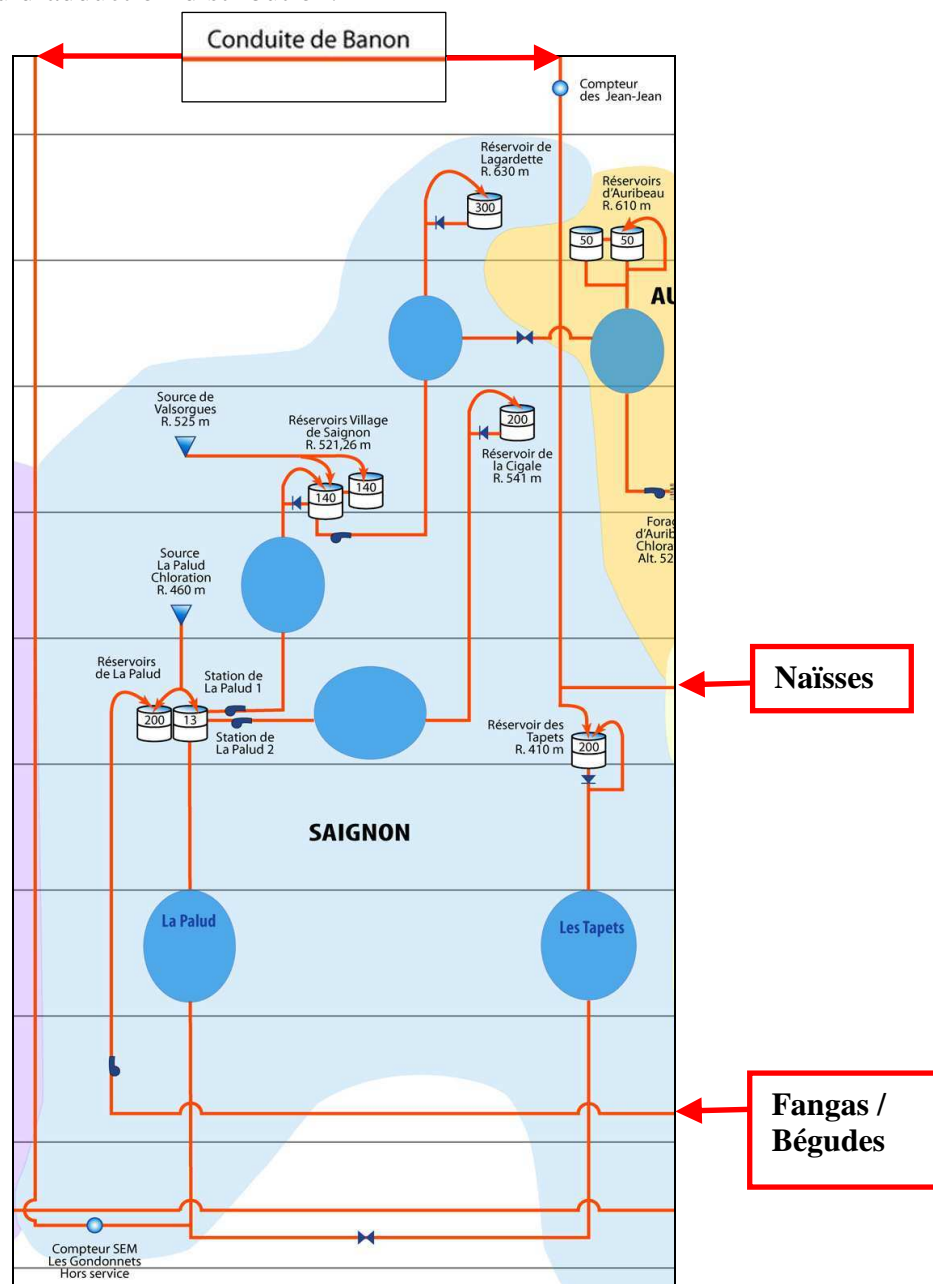 Conduite de Banon
Compteur
des Jean-Jean
Réservoir de
Lagardette
R. 630 m
300
Réservoirs
d'Auribeau
R. 610 m
50
50
AU
Source de
Valsorgues
R. 525 m
Réservoirs Village
de Saignon
R. 521,26 m
140
140
200
Réservoir de
la Cigale
R. 541 m
Source
La Palud
Chloration
R. 460 m
Alt. 52
Réservoirs
de La Palud
200
13
Station de
La Palud 1
Station de
La Palud 2
Naïsses
Réservoir des
Tapets
R. 410 m
200
SAIGNON
La Palud
Les Tapets
Fangas /
Bégudes
Compteur SEM
Les Gondonnets
Hors service